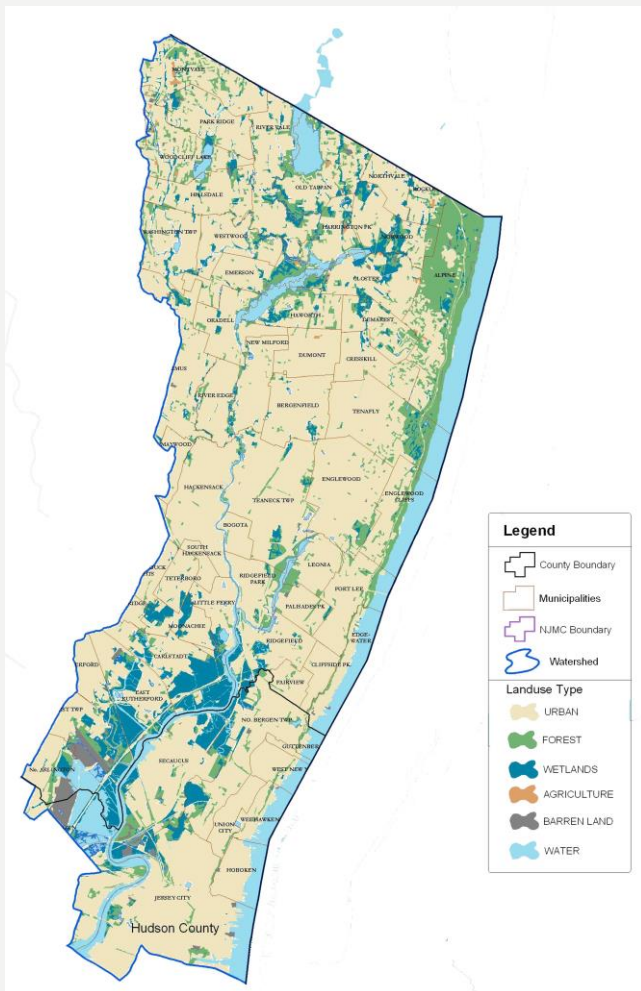 MONTVALE
PARK RIDGE
RIVER VALE
WOODCLIFF LAKE
HILLSDALE
OLD TAPPAN
NORTHVALE
WASHINGTON TWP
WESTWOOD
HARRINGTON PK
NORWOOD
ALPINE
EMERSON
CLOSTER
ORADELL
HAWORTH
DEMAREST
NEW MILFORD
DUMONT
CRESSKILL
RIVER EDGE
BERGENFIELD
TENAFLY
MAYWOOD
HACKENSACK
TEANECK TWP
ENGLEWOOD
ENGLEWOOD
CLIFFS
BOGOTA
SOUTH
HACKENSACK
TETERBORO
RIDGEFIELD
PARK
LEONIA
LITTLE FERRY
PALISADES PK
FORT LEE
MOONACHIE
RIDGEFIELD
EDGE-
WATER
CARLSTADT
CLIFFSIDE PK
EAST
RUTHERFORD
FAIRVIEW
NO. BERGEN TWP
GUTTENBERG
SECAUCUS
WEST NEW
UNION
CITY
WEEHAWKEN
HOBOKEN
JERSEY CITY
Hudson County
Legend
County Boundary
Municipalities
NJMC Boundary
Watershed
Landuse Type
URBAN
FOREST
WETLANDS
AGRICULTURE
BARREN LAND
WATER